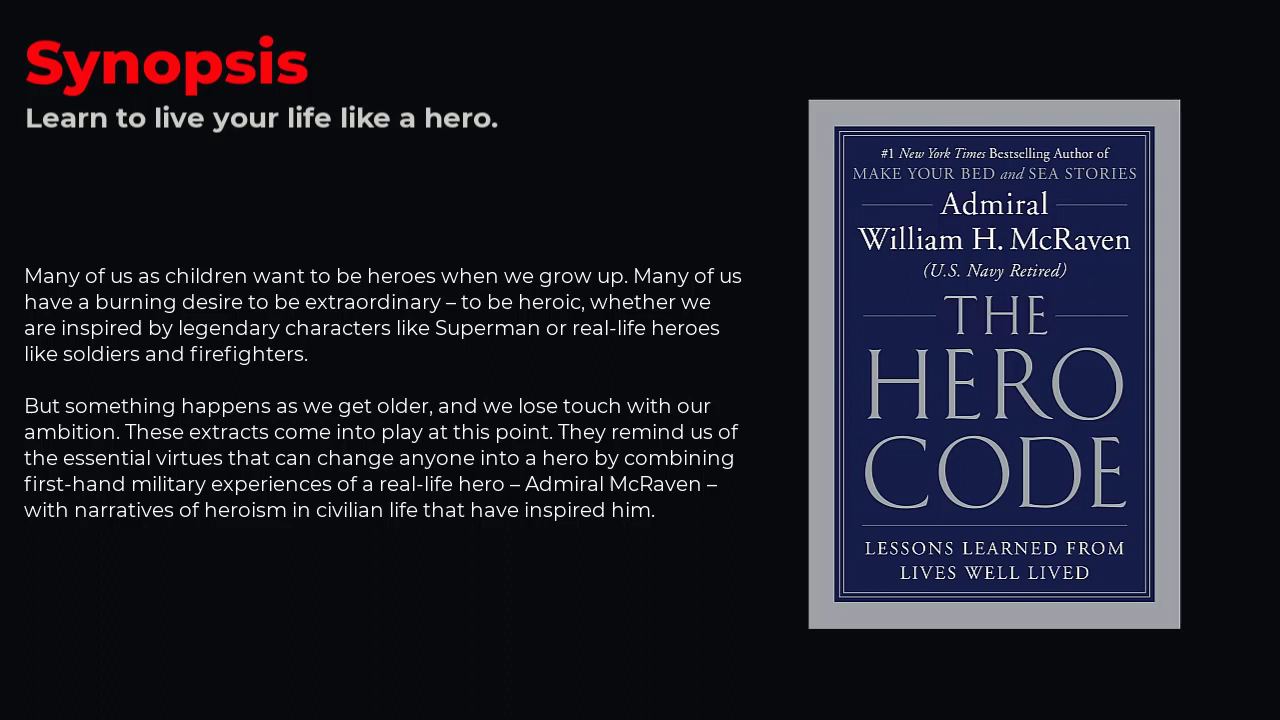 Synopsis
Learn to live your life like a hero.
Many of us as children want to be heroes when we grow up. Many of us
have a burning desire to be extraordinary – to be heroic, whether we
are inspired by legendary characters like Superman or real-life heroes
like soldiers and firefighters.
But something happens as we get older, and we lose touch with our
ambition. These extracts come into play at this point. They remind us of
the essential virtues that can change anyone into a hero by combining
first-hand military experiences of a real-life hero – Admiral McRaven –
with narratives of heroism in civilian life that have inspired him.
#1 New York Times Bestselling Author of
MAKE YOUR BED and SEA STORIES
Admiral
William H. McRaven
(U.S. Navy Retired)
THE
HERO
CODE
LESSONS LEARNED FROM
LIVES WELL LIVED